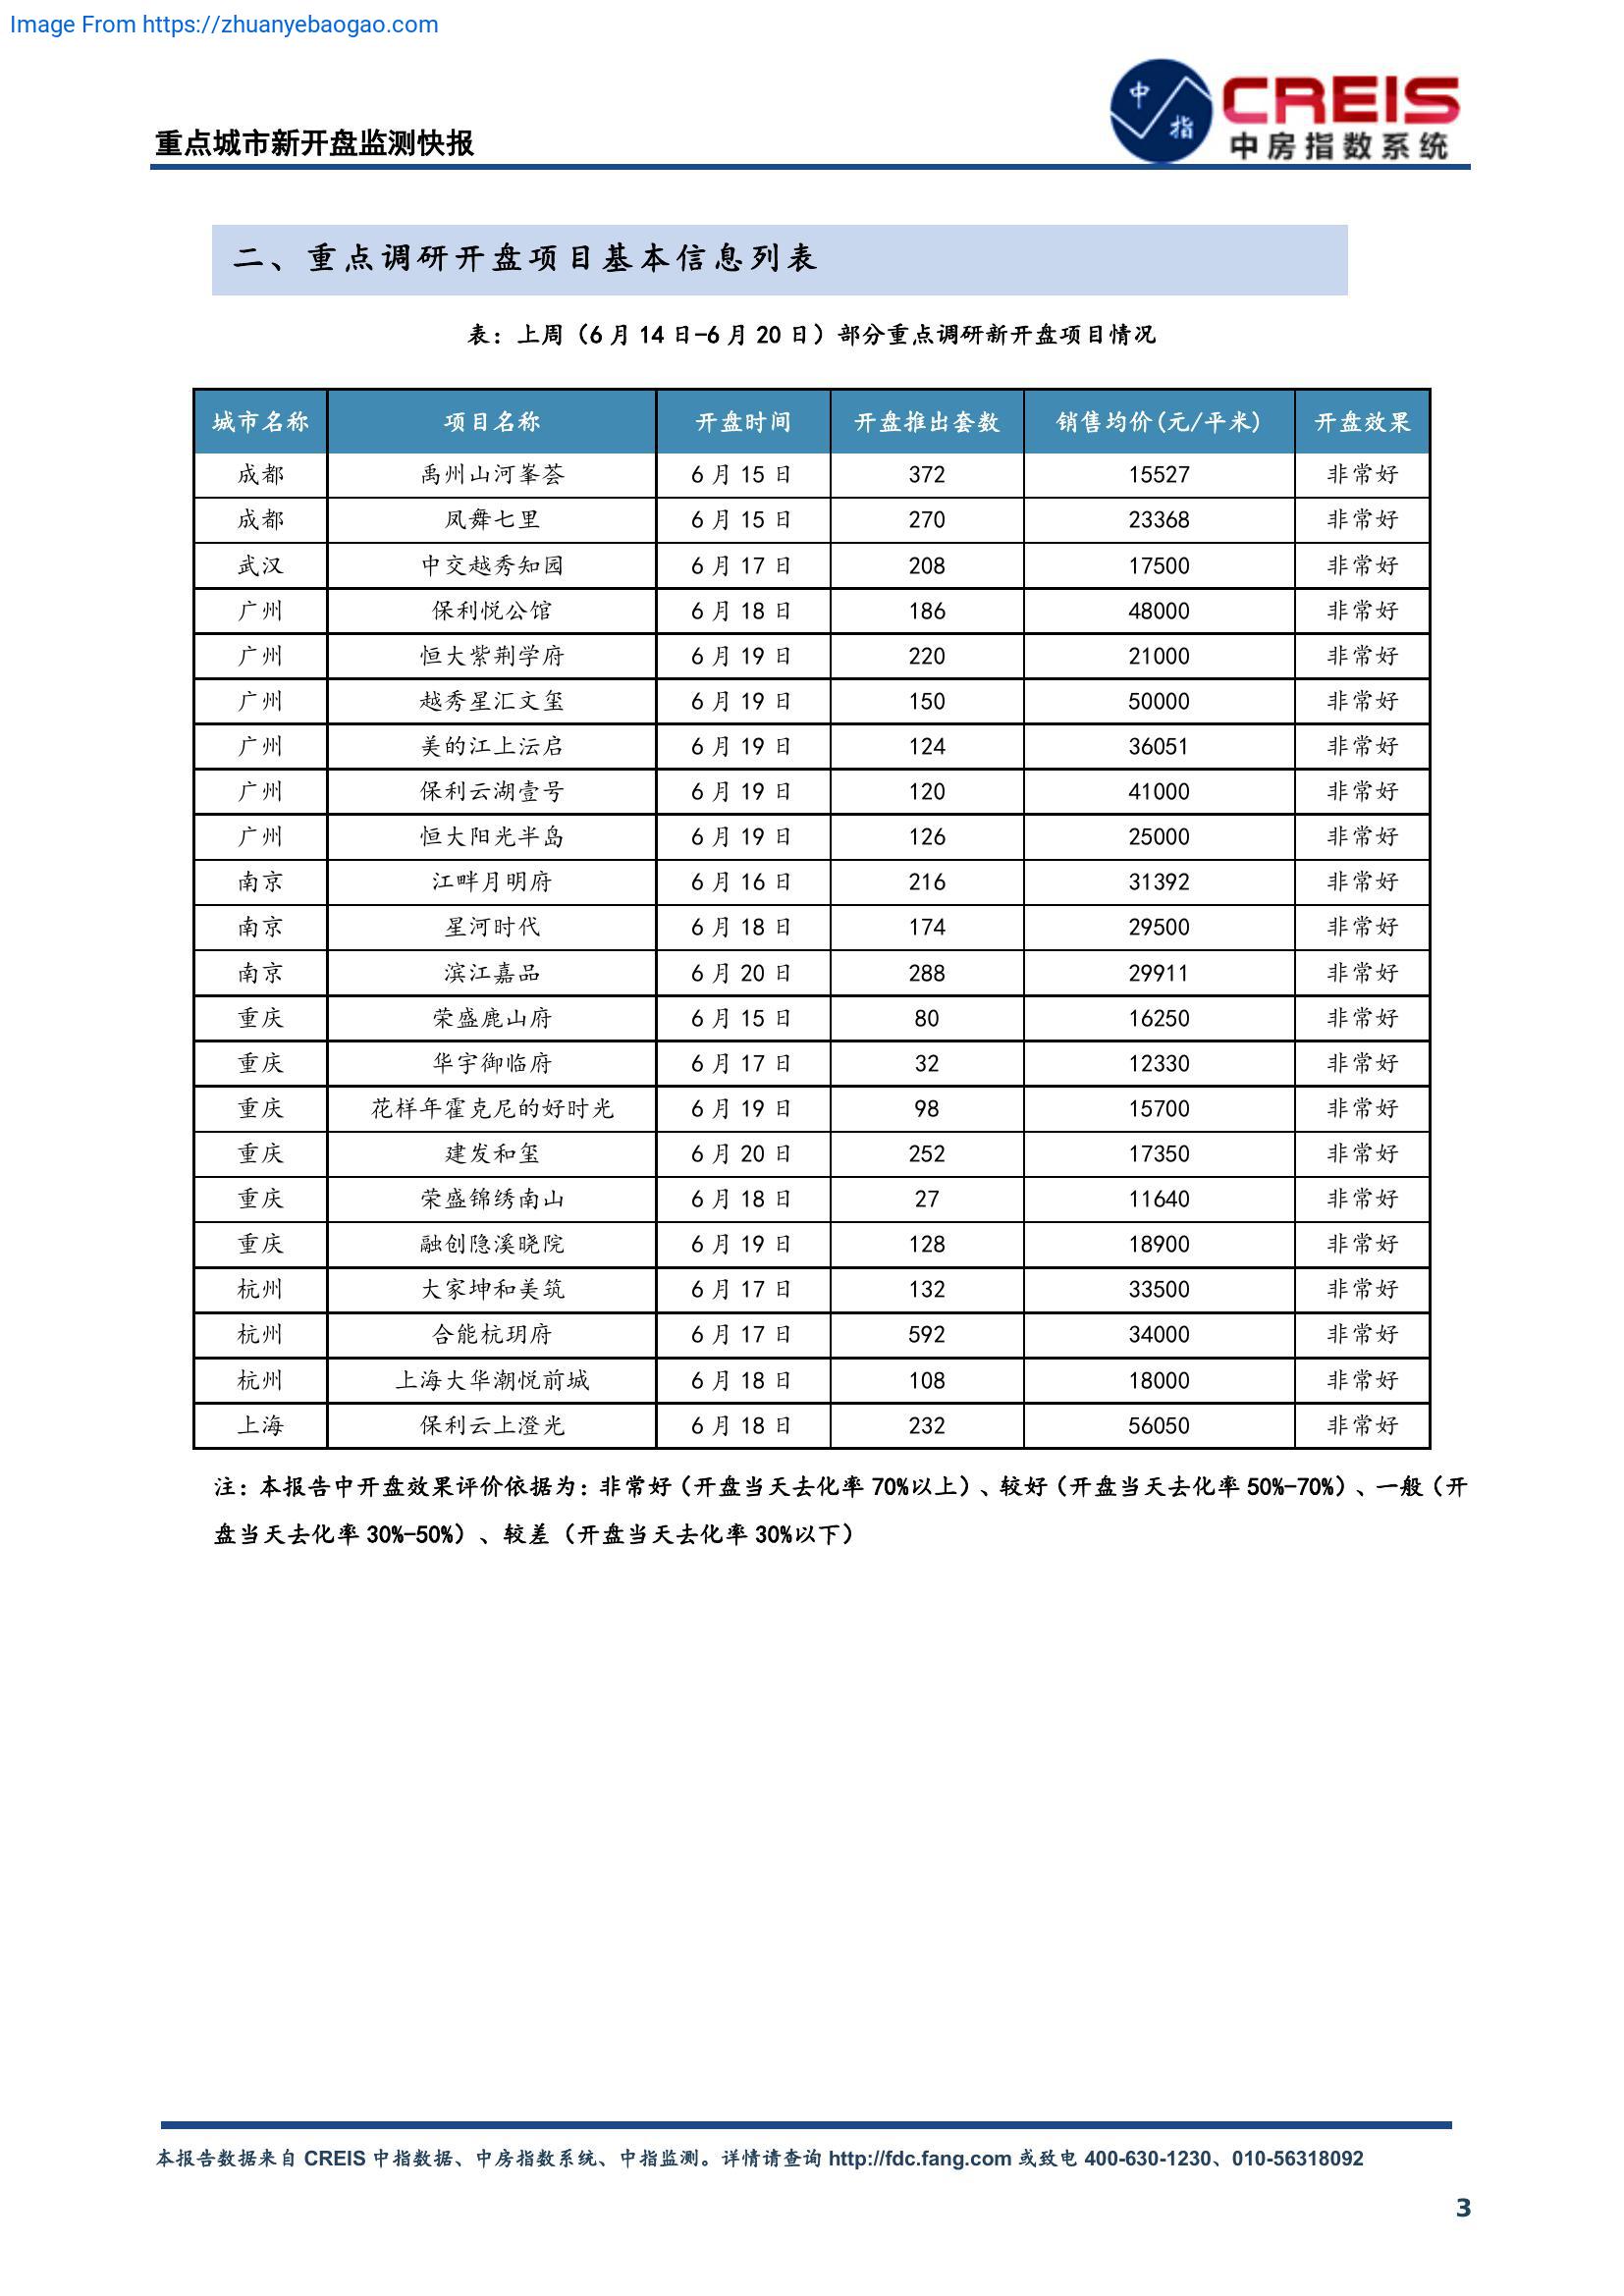 Image From https://zhuanyebaogao.com
中
指
CREIS
中房指数系统
重点城市新开盘监测快报
二、重点调研开盘项目基本信息列表
表：上周（6 月 14 日-6 月 20 日）部分重点调研新开盘项目情况
城市名称 项目名称 开盘时间 开盘推出套数 销售均价(元/平米) 开盘效果
成都 禹州山河峯荟 6 月 15 日 372 15527 非常好
成都 凤舞七里 6 月 15 日 270 23368 非常好
武汉 中交越秀知园 6 月 17 日 208 17500 非常好
广州 保利悦公馆 6 月 18 日 186 48000 非常好
广州 恒大紫荆学府 6 月 19 日 220 21000 非常好
广州 越秀星汇文玺 6 月 19 日 150 50000 非常好
广州 美的江上沄启 6 月 19 日 124 36051 非常好
广州 保利云湖壹号 6 月 19 日 120 41000 非常好
广州 恒大阳光半岛 6 月 19 日 126 25000 非常好
南京 江畔月明府 6 月 16 日 216 31392 非常好
南京 星河时代 6 月 18 日 174 29500 非常好
南京 滨江嘉品 6 月 20 日 288 29911 非常好
重庆 荣盛鹿山府 6 月 15 日 80 16250 非常好
重庆 华宇御临府 6 月 17 日 32 12330 非常好
重庆 花样年霍克尼的好时光 6 月 19 日 98 15700 非常好
重庆 建发和玺 6 月 20 日 252 17350 非常好
重庆 荣盛锦绣南山 6 月 18 日 27 11640 非常好
重庆 融创隐溪晓院 6 月 19 日 128 18900 非常好
杭州 大家坤和美筑 6 月 17 日 132 33500 非常好
杭州 合能杭玥府 6 月 17 日 592 34000 非常好
杭州 上海大华潮悦前城 6 月 18 日 108 18000 非常好
上海 保利云上澄光 6 月 18 日 232 56050 非常好
注：本报告中开盘效果评价依据为：非常好（开盘当天去化率 70%以上）、较好（开盘当天去化率 50%-70%）、一般（开
盘当天去化率 30%-50%）、较差（开盘当天去化率 30%以下）
本报告数据来自 CREIS 中指数据、中房指数系统、中指监测。详情请查询 http://fdc.fang.com 或致电 400-630-1230、010-56318092
3